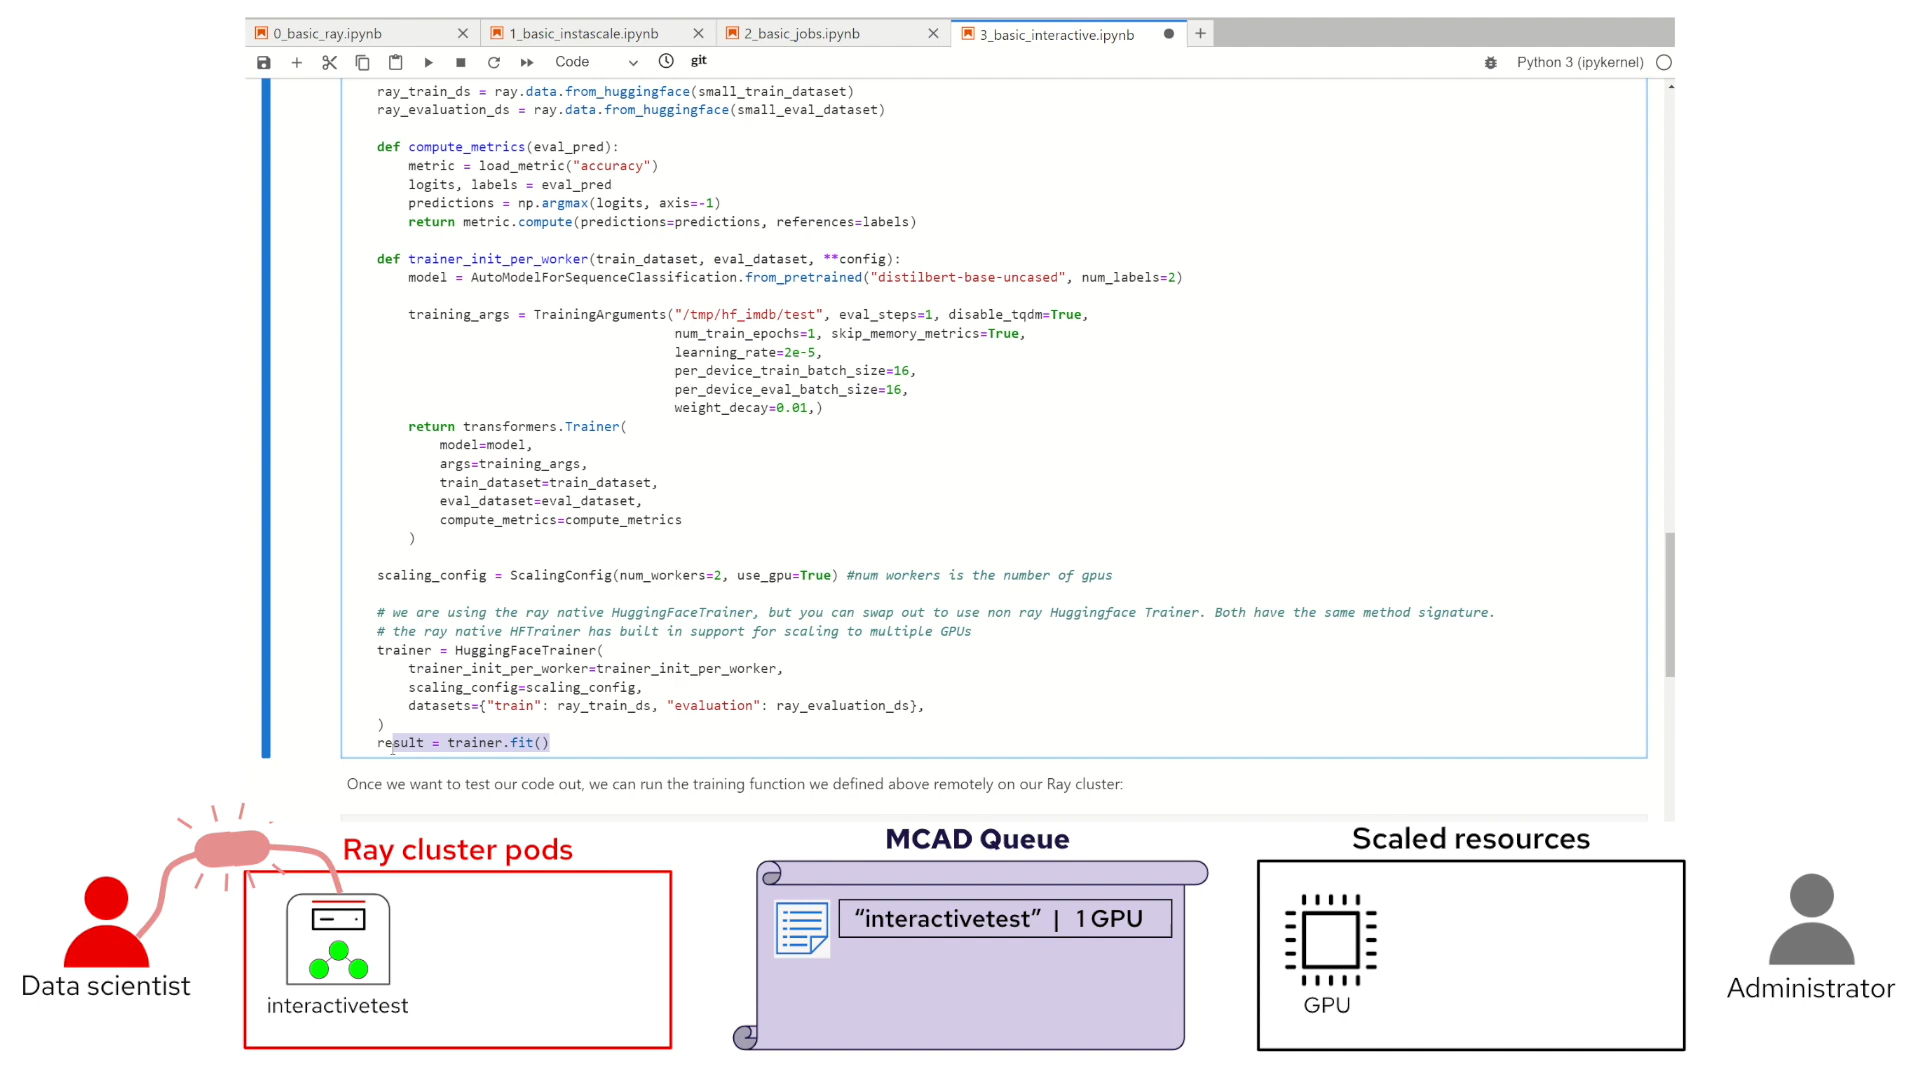 0_basic_ray.ipynb
1_basic_instascale.ipynb
2_basic_jobs.ipynb
3_basic_interactive.ipynb
Code
git
Python 3 (ipykernel)
ray_train_ds = ray.data.from_huggingface(small_train_dataset)
ray_evaluation_ds = ray.data.from_huggingface(small_eval_dataset)
def compute_metrics(eval_pred):
metric = load_metric("accuracy")
logits, labels = eval_pred
predictions = np.argmax(logits, axis=-1)
return metric.compute(predictions=predictions, references=labels)
def trainer_init_per_worker(train_dataset, eval_dataset, **config):
model = AutoModelForSequenceClassification.from_pretrained("distilbert-base-uncased", num_labels=2)
training_args = TrainingArguments("/tmp/hf_imdb/test", eval_steps=1, disable_tqdm=True,
num_train_epochs=1, skip_memory_metrics=True,
learning_rate=2e-5,
per_device_train_batch_size=16,
per_device_eval_batch_size=16,
weight_decay=0.01,)
return transformers.Trainer(
model=model,
args=training_args,
train_dataset=train_dataset,
eval_dataset=eval_dataset,
compute_metrics=compute_metrics
)
scaling_config = ScalingConfig(num_workers=2, use_gpu=True) #num workers is the number of gpus
# we are using the ray native HuggingFaceTrainer, but you can swap out to use non ray Huggingface Trainer. Both have the same method signature.
# the ray native HFTrainer has built in support for scaling to multiple GPUs
trainer = HuggingFaceTrainer(
trainer_init_per_worker=trainer_init_per_worker,
scaling_config=scaling_config,
datasets={"train": ray_train_ds, "evaluation": ray_evaluation_ds},
)
result = trainer.fit()
Once we want to test our code out, we can run the training function we defined above remotely on our Ray cluster:
Data scientist
Ray cluster pods
interactivetest
MCAD Queue
“interactivetest” | 1 GPU
Scaled resources
GPU
Administrator